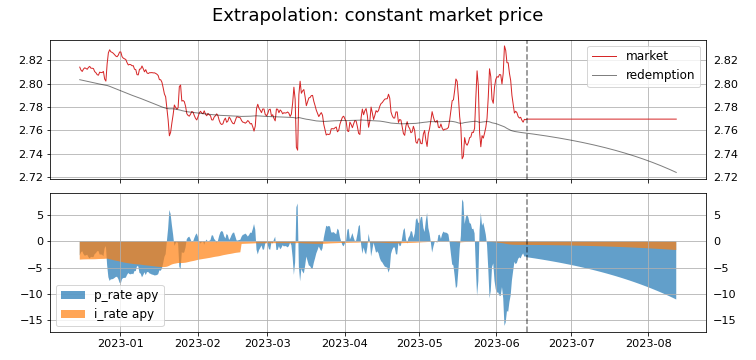 Extrapolation: constant market price
2.82 2.82
2.80 2.80
2.78 2.78
2.76 2.76
2.74 2.74
2.72 2.72
market
redemption
5 5
0 0
−5 −5
−10 −10
−15 −15
p_rate apy
i_rate apy
2023-01 2023-02 2023-03 2023-04 2023-05 2023-06 2023-07 2023-08